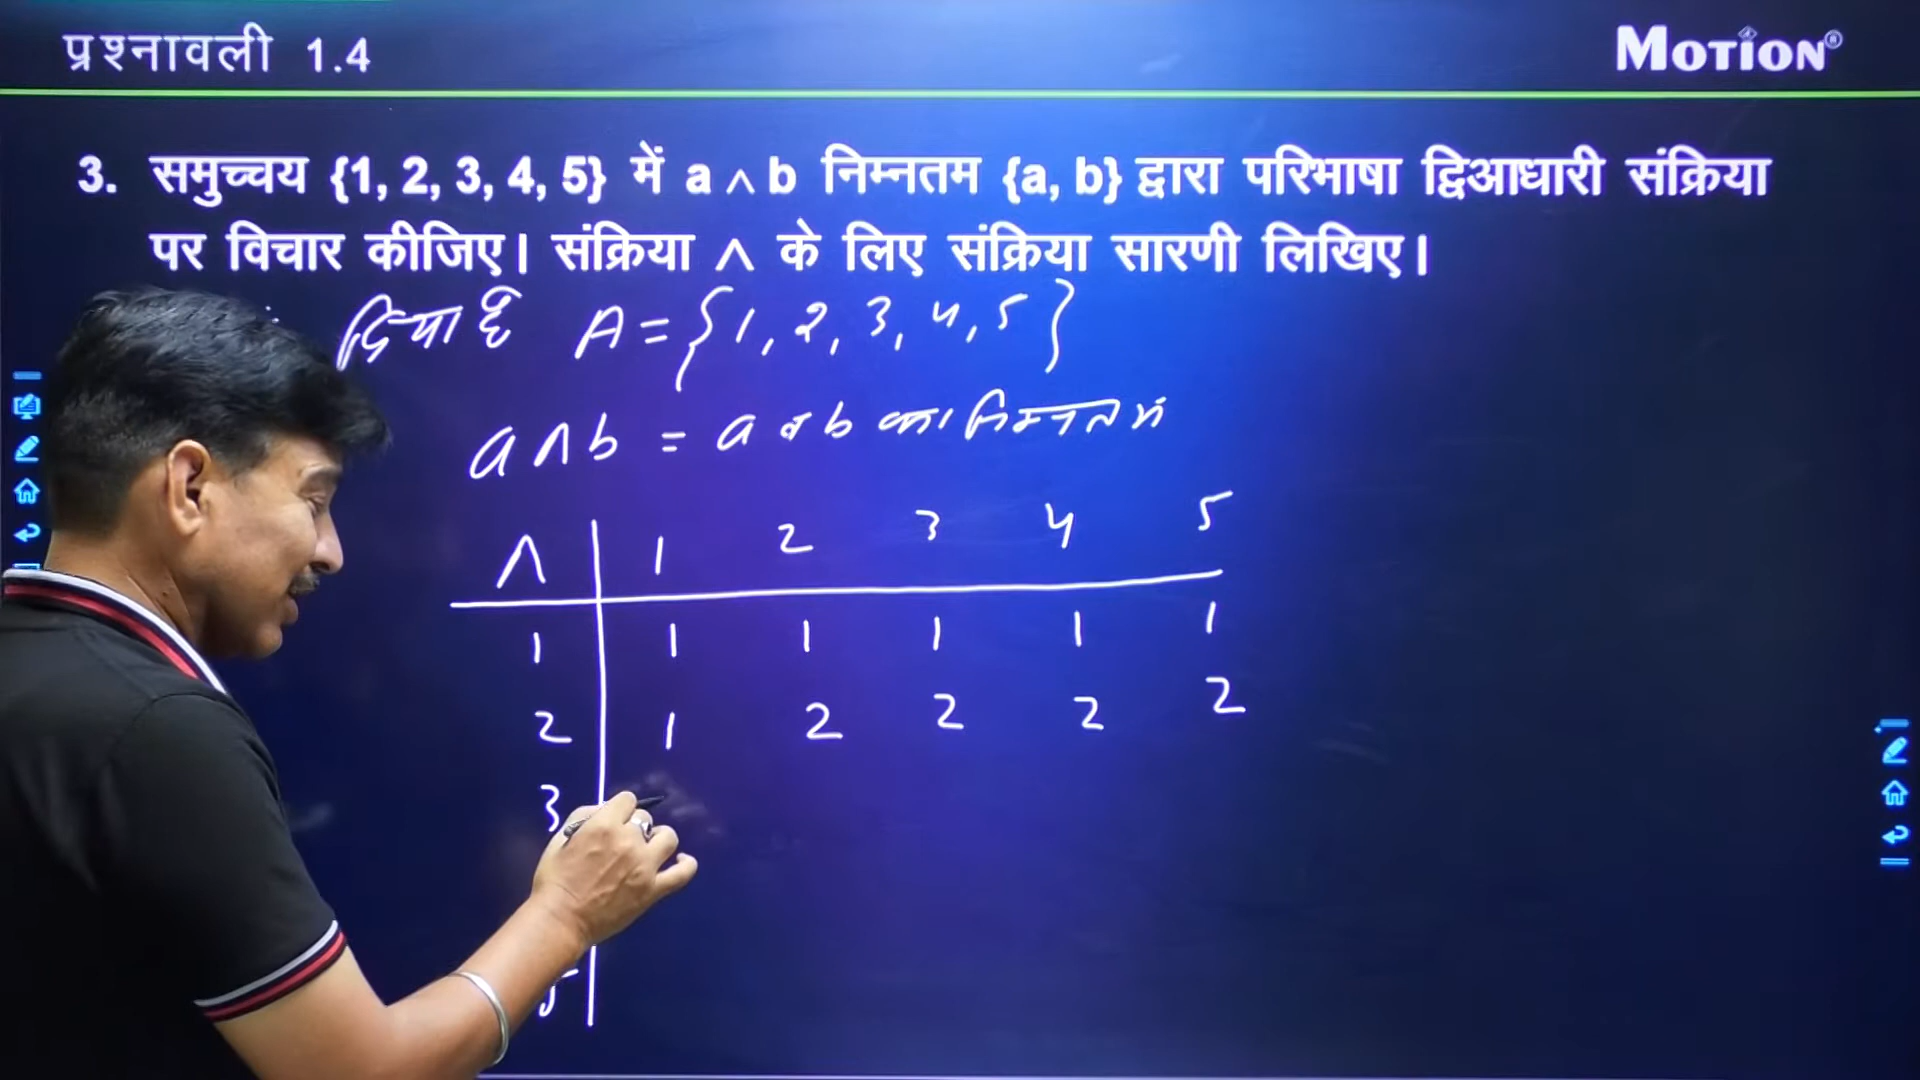 प्रश्नावली 1.4
MOTION®
3. समुच्चय {1, 2, 3, 4, 5} में a ∧ b निम्नतम {a, b} द्वारा परिभाषा द्विआधारी संक्रिया
पर विचार कीजिए। संक्रिया ∧ के लिए संक्रिया सारणी लिखिए।
दिया है A = {1, 2, 3, 4, 5}
a ∧ b = a व b का निम्नतम
∧ 1 2 3 4 5
1 1 1 1 1 1
2 1 2 2 2 2
3
5